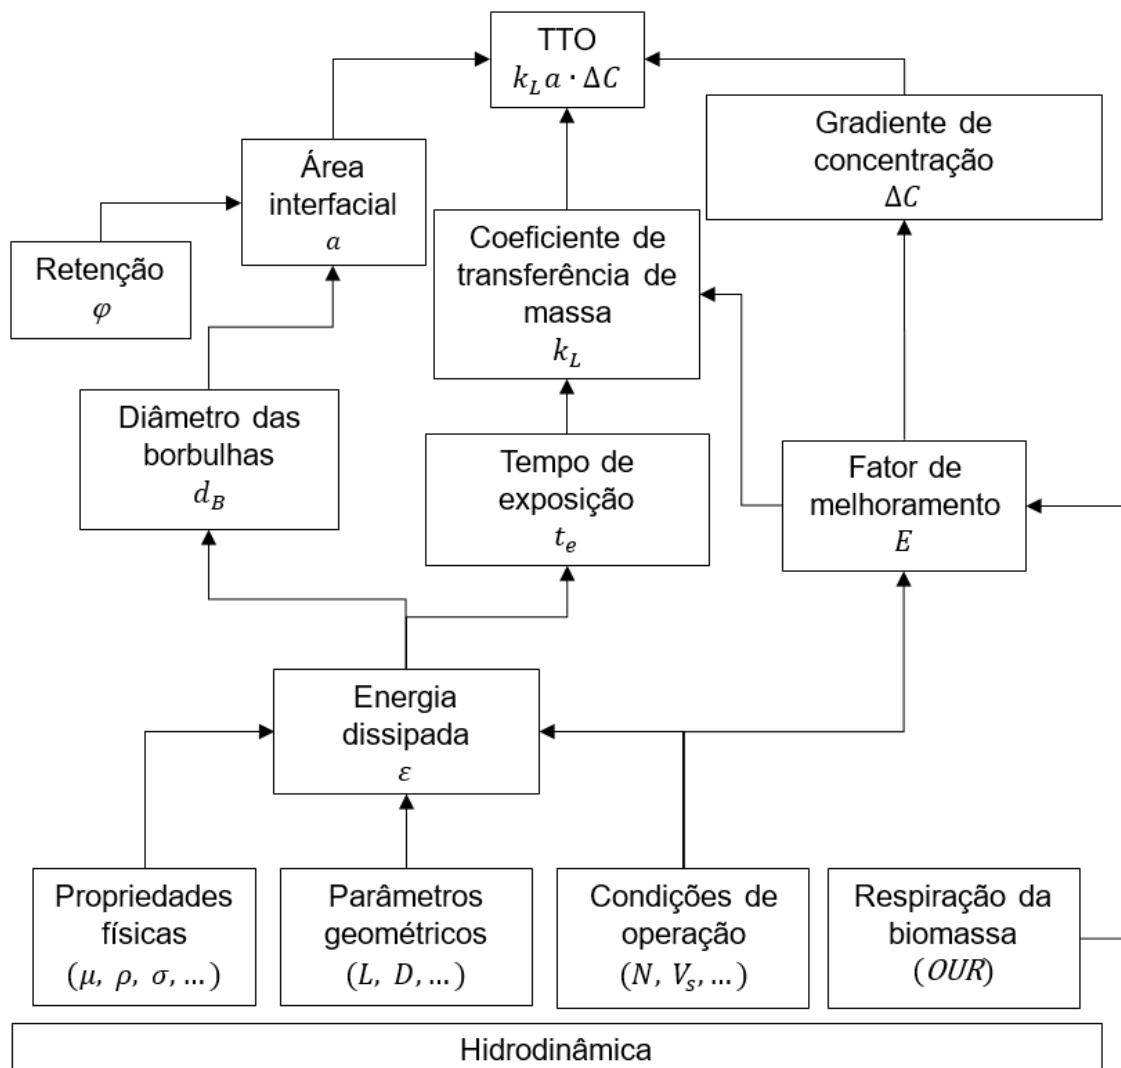 TTO
k_L a · ΔC
Gradiente de
concentração
ΔC
Área
interfacial
a
Coeficiente de
transferência de
massa
k_L
Retenção
φ
Diâmetro das
borbulhas
d_B
Tempo de
exposição
t_e
Fator de
melhoramento
E
Energia
dissipada
ε
Propriedades
físicas
(μ, ρ, σ, …)
Parâmetros
geométricos
(L, D, …)
Condições de
operação
(N, V_s, …)
Respiração da
biomassa
(OUR)
Hidrodinâmica